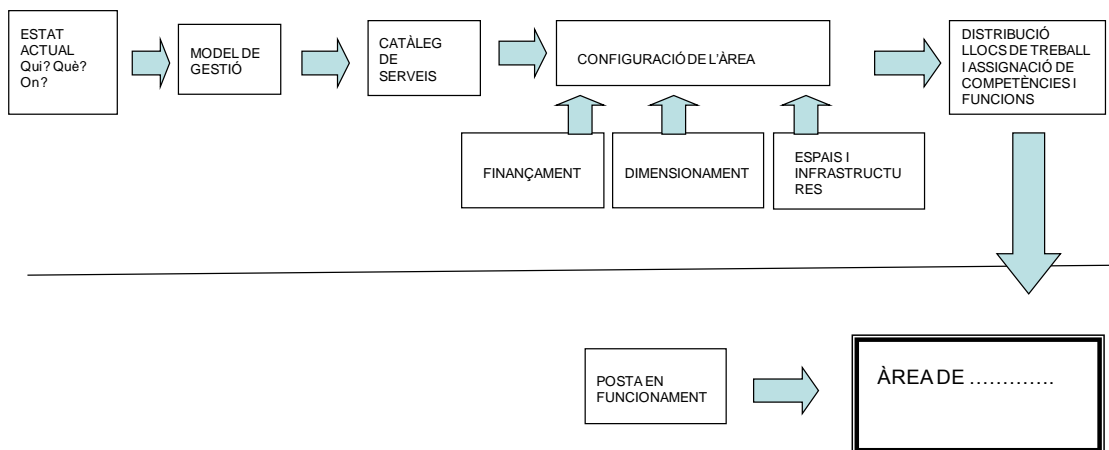 ESTAT
ACTUAL
Qui? Què?
On?
MODEL DE
GESTIÓ
CATÀLEG
DE
SERVEIS
CONFIGURACIÓ DE L'ÀREA
DISTRIBUCIÓ
LLOCS DE TREBALL
I ASSIGNACIÓ DE
COMPETÈNCIES I
FUNCIONS
FINANÇAMENT
DIMENSIONAMENT
ESPAIS I
INFRASTRUCTU
RES
POSTA EN
FUNCIONAMENT
ÀREA DE .............